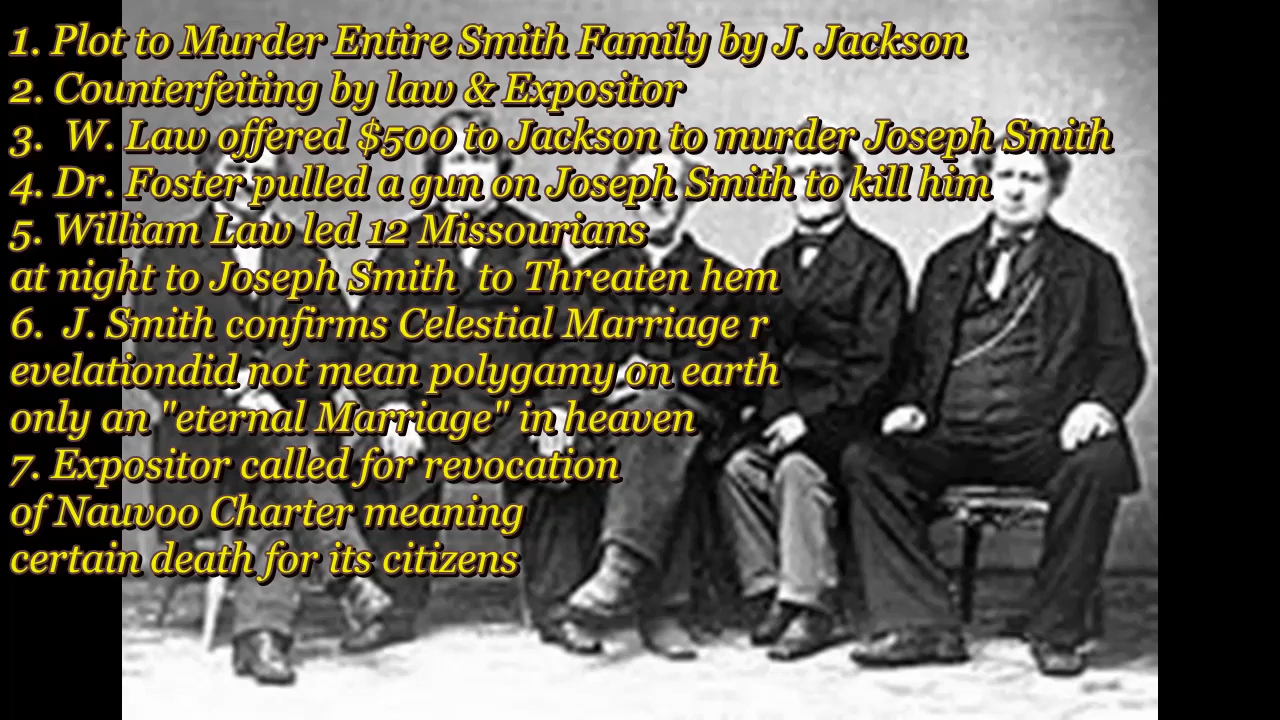 1. Plot to Murder Entire Smith Family by J. Jackson
2. Counterfeiting by law & Expositor
3. W. Law offered $500 to Jackson to murder Joseph Smith
4. Dr. Foster pulled a gun on Joseph Smith to kill him
5. William Law led 12 Missourians
at night to Joseph Smith to Threaten hem
6. J. Smith confirms Celestial Marriage r
evelationdid not mean polygamy on earth
only an "eternal Marriage" in heaven
7. Expositor called for revocation
of Nauvoo Charter meaning
certain death for its citizens